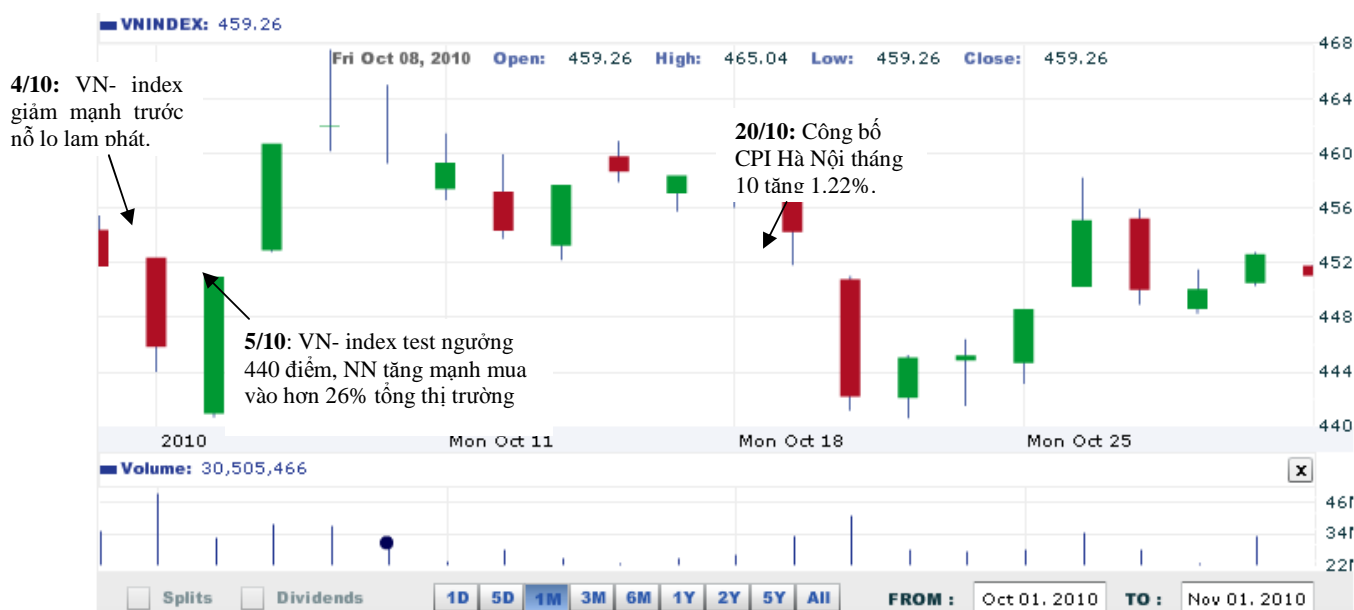 VNINDEX: 459.26
Fri Oct 08, 2010 Open: 459.26 High: 465.04 Low: 459.26 Close: 459.26
4/10: VN- index
giảm mạnh trước
nỗ lo lam phát.
20/10: Công bố
CPI Hà Nội tháng
10 tăng 1.22%.
5/10: VN- index test ngưởng
440 điểm, NN tăng mạnh mua
vào hơn 26% tổng thị trường
468
464
460
456
452
448
444
440
2010 Mon Oct 11 Mon Oct 18 Mon Oct 25
Volume: 30,505,466
X
46M
34M
22M
Splits Dividends 1D 5D 1M 3M 6M 1Y 2Y 5Y All FROM : Oct 01, 2010 TO : Nov 01, 2010